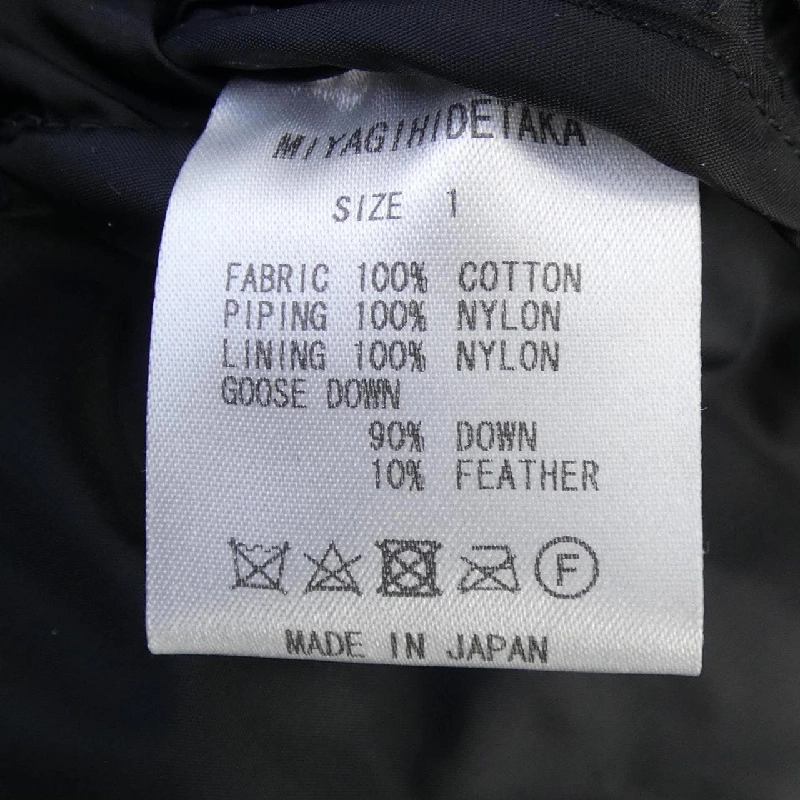 MIYAGIHIDETAKA
SIZE 1
FABRIC 100% COTTON
PIPING 100% NYLON
LINING 100% NYLON
GOOSE DOWN
90% DOWN
10% FEATHER
F
MADE IN JAPAN